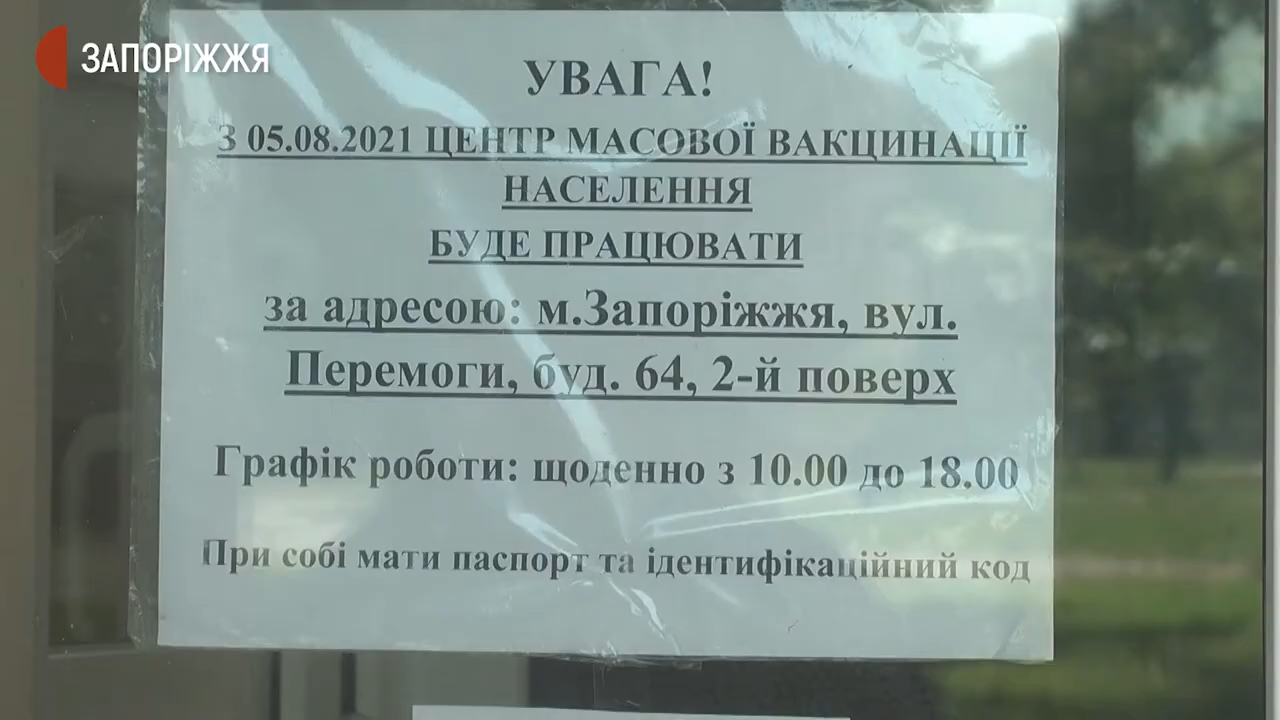 ЗАПОРІЖЖЯ
УВАГА!
З 05.08.2021 ЦЕНТР МАСОВОЇ ВАКЦИНАЦІЇ
НАСЕЛЕННЯ
БУДЕ ПРАЦЮВАТИ
за адресою: м.Запоріжжя, вул.
Перемоги, буд. 64, 2-й поверх
Графік роботи: щоденно з 10.00 до 18.00
При собі мати паспорт та ідентифікаційний код